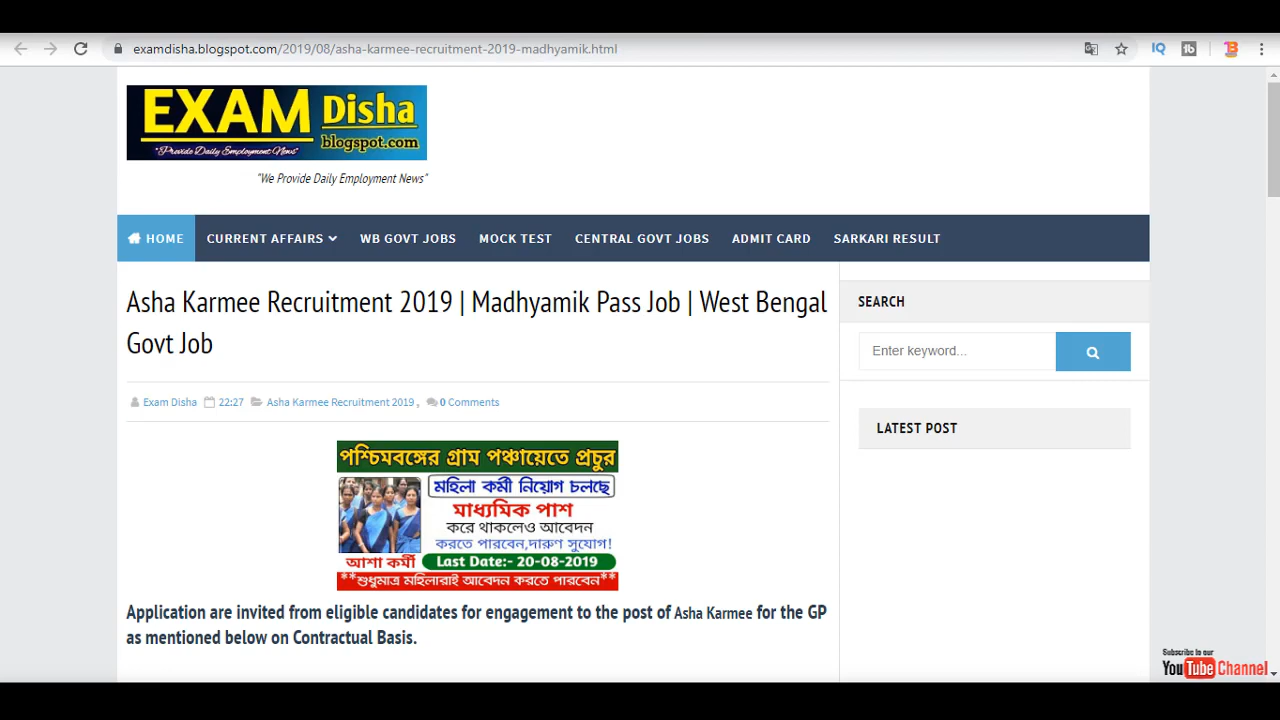 examdisha.blogspot.com/2019/08/asha-karmee-recruitment-2019-madhyamik.html
EXAM Disha
blogspot.com
"Provide Daily Employment News"
"We Provide Daily Employment News"
HOME CURRENT AFFAIRS WB GOVT JOBS MOCK TEST CENTRAL GOVT JOBS ADMIT CARD SARKARI RESULT
Asha Karmee Recruitment 2019 | Madhyamik Pass Job | West Bengal
Govt Job
Exam Disha 22:27 Asha Karmee Recruitment 2019 , 0 Comments
পশ্চিমবঙ্গের গ্রাম পঞ্চায়েতে প্রচুর
মহিলা কর্মী নিয়োগ চলছে
মাধ্যমিক পাশ
করে থাকলেও আবেদন
করতে পারবেন,দারুণ সুযোগ!
আশা কর্মী Last Date:- 20-08-2019
**শুধুমাত্র মহিলারাই আবেদন করতে পারবেন**
Application are invited from eligible candidates for engagement to the post of Asha Karmee for the GP
as mentioned below on Contractual Basis.
SEARCH
Enter keyword...
LATEST POST
Subscribe to our
YouTube Channel